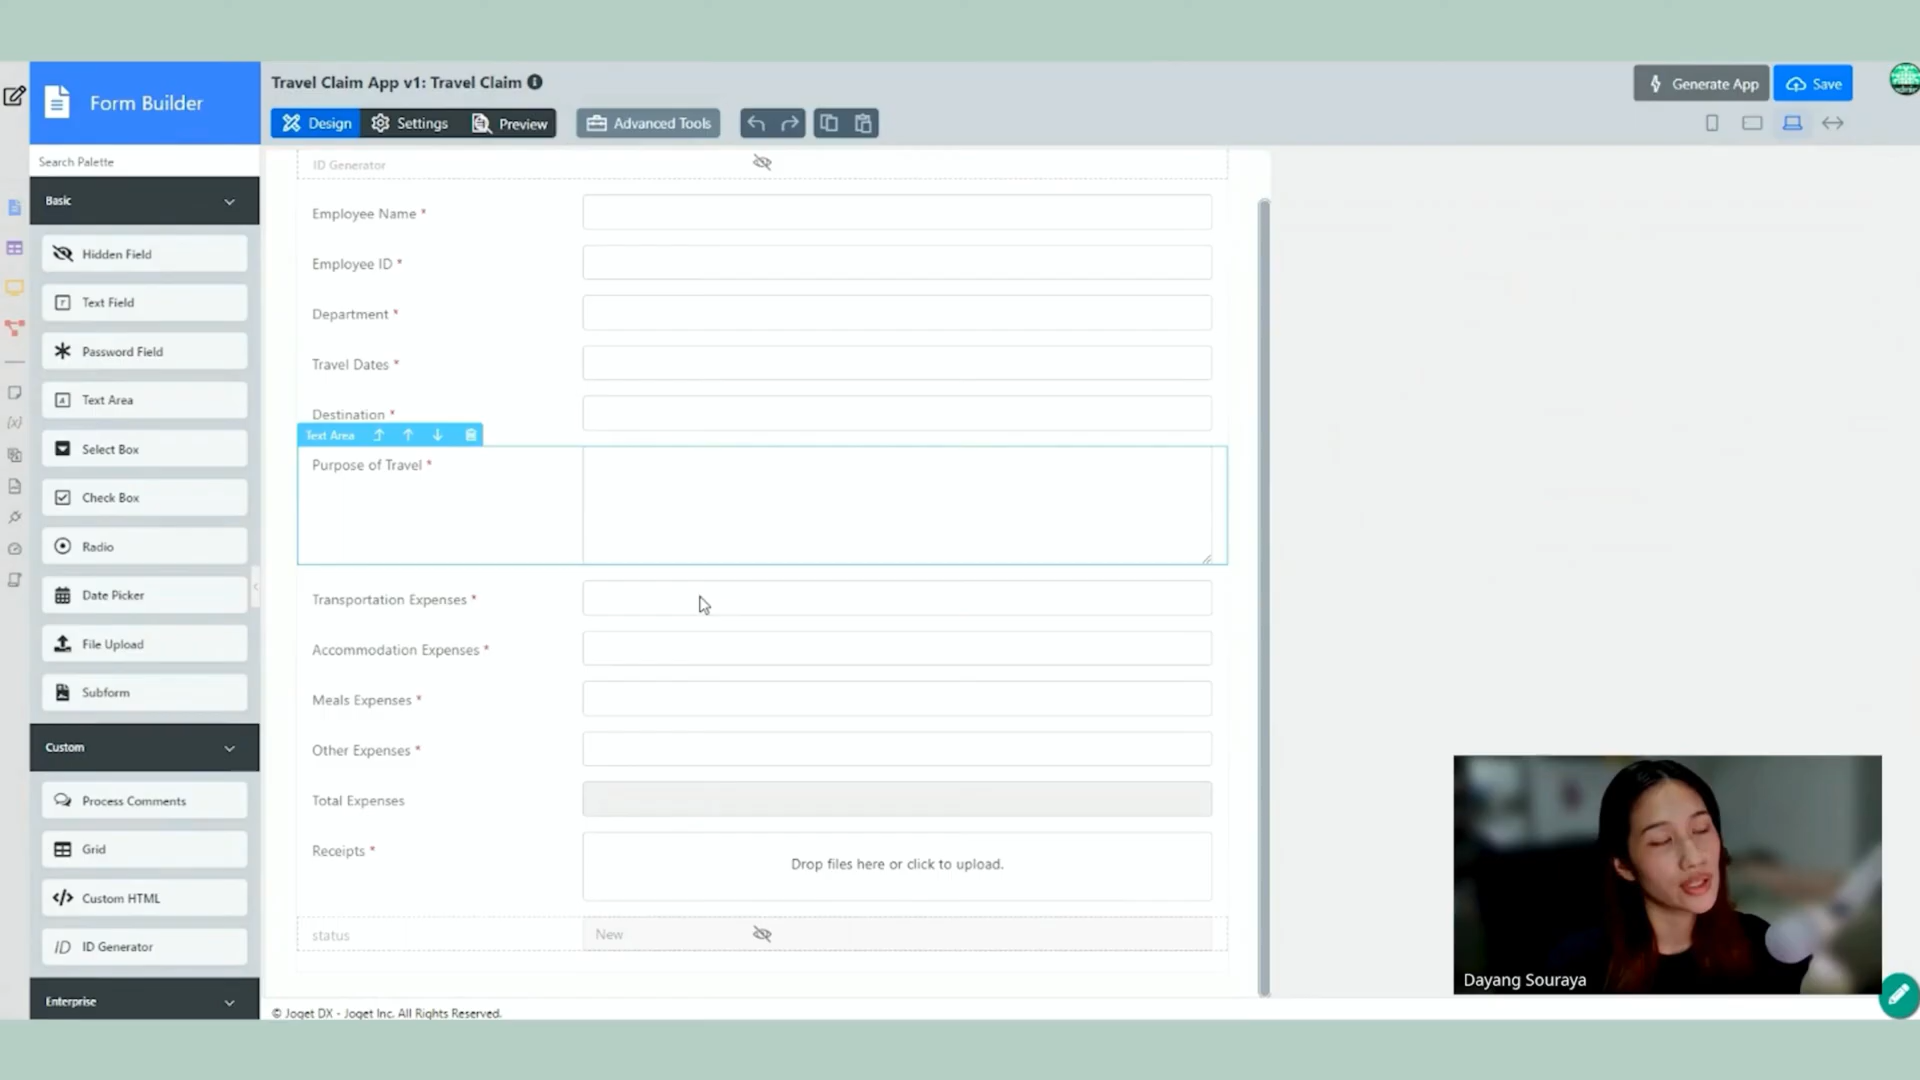 Form Builder
Travel Claim App v1: Travel Claim
Generate App
Save
Design
Settings
Preview
Advanced Tools
Search Palette
Basic
Hidden Field
Text Field
Password Field
Text Area
Select Box
Check Box
Radio
Date Picker
File Upload
Subform
Custom
Process Comments
Grid
Custom HTML
ID Generator
Enterprise
ID Generator
Employee Name *
Employee ID *
Department *
Travel Dates *
Destination *
Text Area
Purpose of Travel *
Transportation Expenses *
Accommodation Expenses *
Meals Expenses *
Other Expenses *
Total Expenses
Receipts *
Drop files here or click to upload.
status
New
© Joget DX - Joget Inc. All Rights Reserved.
Dayang Souraya